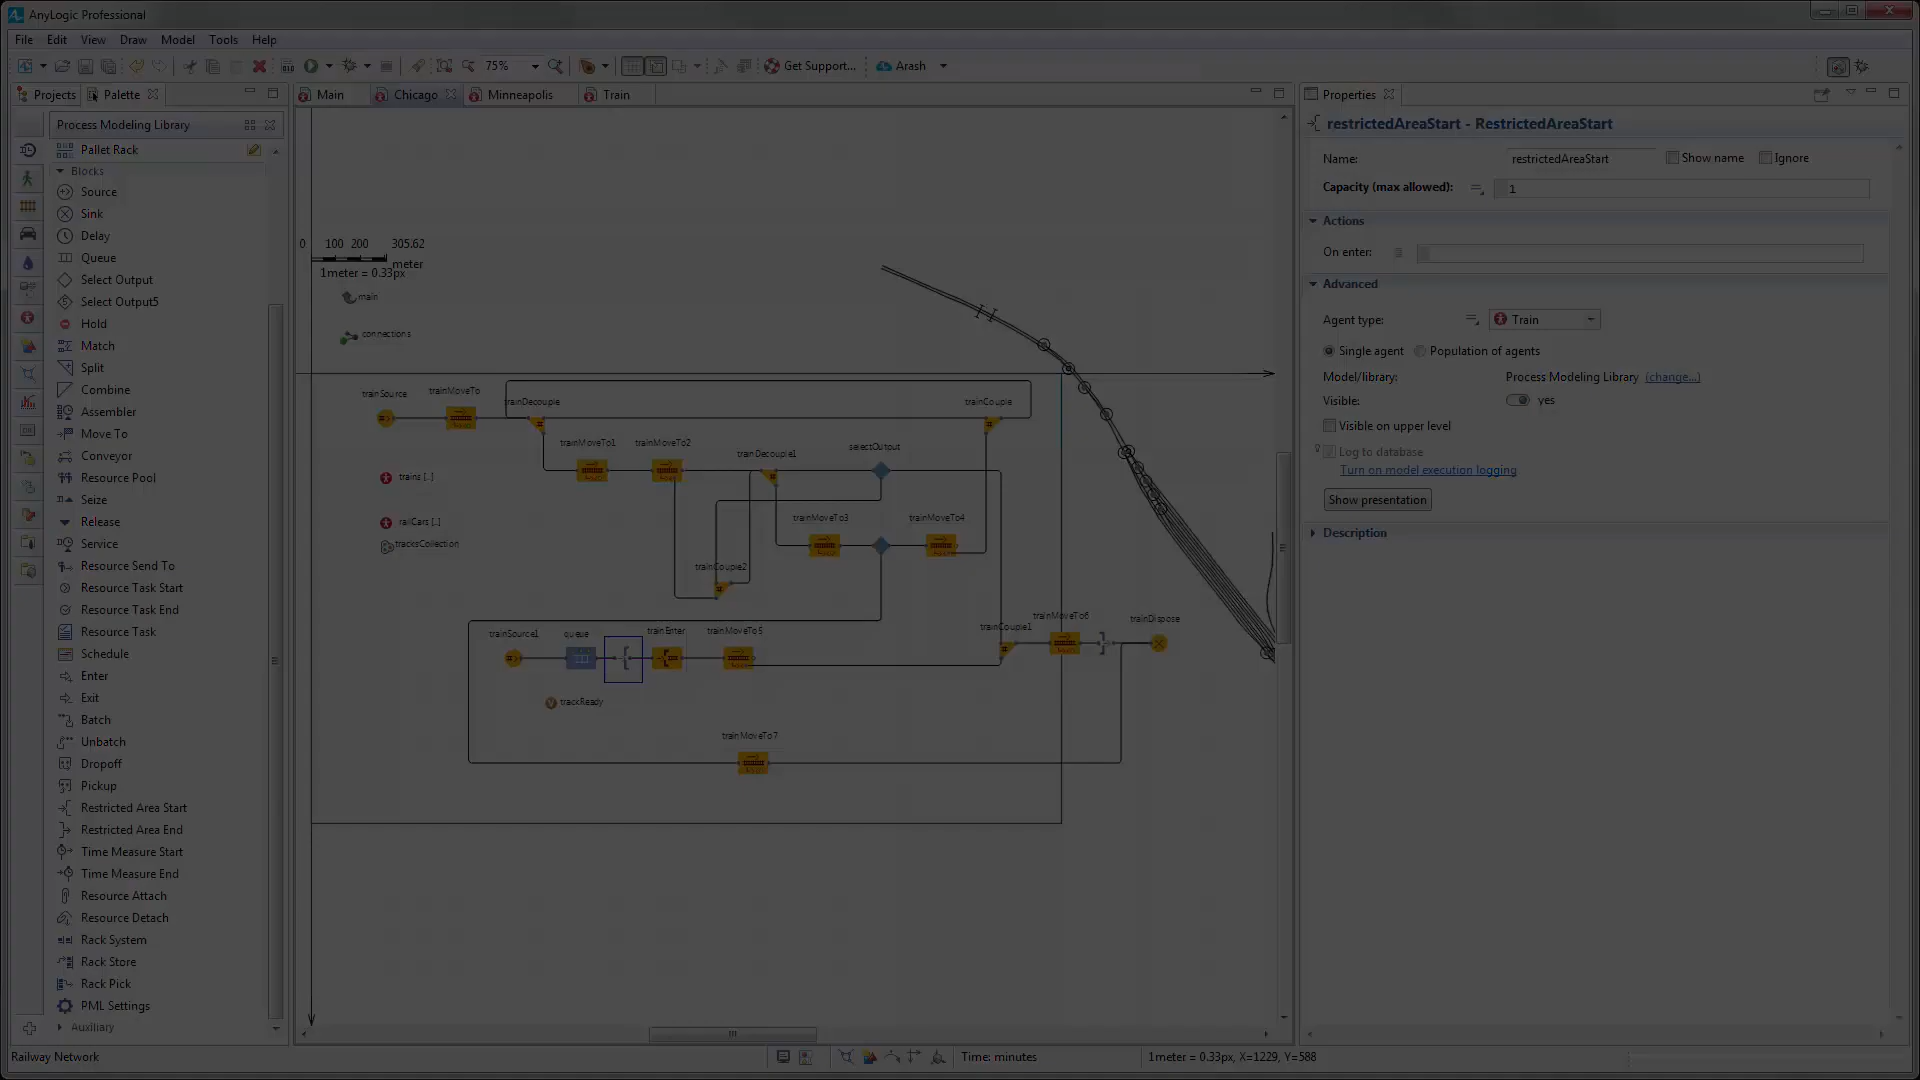 AnyLogic Professional
File Edit View Draw Model Tools Help
75% Get Support... Arash
Projects Palette
Main Chicago Minneapolis Train
Properties
Process Modeling Library
Pallet Rack
Blocks
Source
Sink
Delay
Queue
Select Output
Select Output5
Hold
Match
Split
Combine
Assembler
Move To
Conveyor
Resource Pool
Seize
Release
Service
Resource Send To
Resource Task Start
Resource Task End
Resource Task
Schedule
Enter
Exit
Batch
Unbatch
Dropoff
Pickup
Restricted Area Start
Restricted Area End
Time Measure Start
Time Measure End
Resource Attach
Resource Detach
Rack System
Rack Store
Rack Pick
PML Settings
Auxiliary
0 100 200 305.62
meter
1meter = 0.33px
main
connections
trainSource trainMoveTo trainDecouple trainCouple
trainMoveTo1 trainMoveTo2 trainDecouple1 selectOutput
trains [..]
railCars [..]
tracksCollection
trainMoveTo3 trainMoveTo4
trainCouple2
trainSource1 queue trainEnter trainMoveTo5 trainCouple1 trainMoveTo6 trainDispose
trackReady
trainMoveTo7
restrictedAreaStart - RestrictedAreaStart
Name: restrictedAreaStart Show name Ignore
Capacity (max allowed): 1
Actions
On enter:
Advanced
Agent type: Train
Single agent Population of agents
Model/library: Process Modeling Library (change...)
Visible: yes
Visible on upper level
Log to database
Turn on model execution logging
Show presentation
Description
Railway Network Time: minutes 1meter = 0.33px, X=1229, Y=588